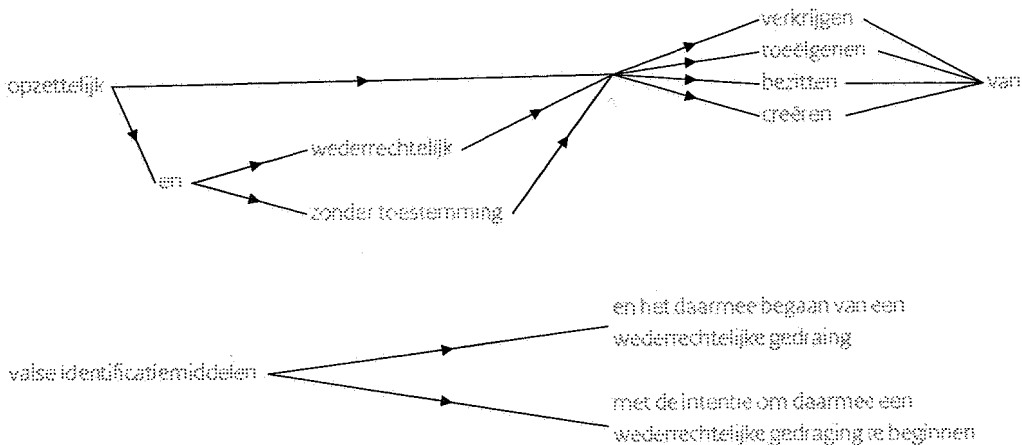 verkrijgen
toeëigenen
opzettelijk
bezitten
van
creëren
wederrechtelijk
en
zonder toestemming
en het daarmee begaan van een
wederrechtelijke gedraing
valse identificatiemiddelen
met de intentie om daarmee een
wederrechtelijke gedraging te beginnen